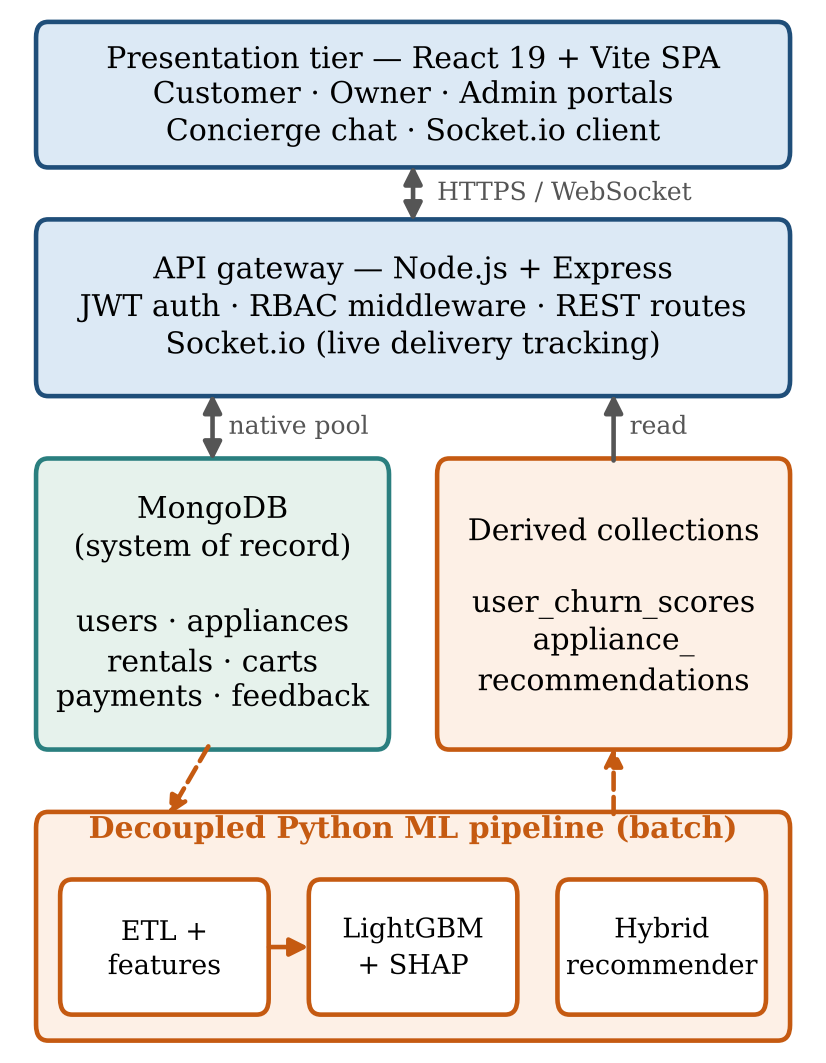 Presentation tier — React 19 + Vite SPA
Customer · Owner · Admin portals
Concierge chat · Socket.io client
HTTPS / WebSocket
API gateway — Node.js + Express
JWT auth · RBAC middleware · REST routes
Socket.io (live delivery tracking)
native pool
read
MongoDB
(system of record)
users · appliances
rentals · carts
payments · feedback
Derived collections
user_churn_scores
appliance_
recommendations
Decoupled Python ML pipeline (batch)
ETL +
features
LightGBM
+ SHAP
Hybrid
recommender